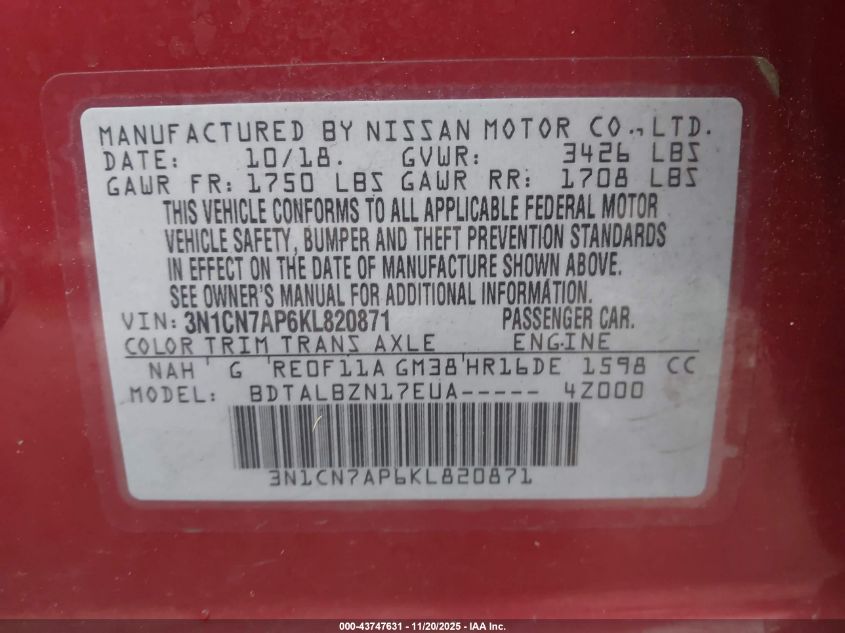 MANUFACTURED BY NISSAN MOTOR CO., LTD.
DATE: 10/18. GVWR: 3426 LBS
GAWR FR: 1750 LBS GAWR RR: 1708 LBS
THIS VEHICLE CONFORMS TO ALL APPLICABLE FEDERAL MOTOR
VEHICLE SAFETY, BUMPER AND THEFT PREVENTION STANDARDS
IN EFFECT ON THE DATE OF MANUFACTURE SHOWN ABOVE.
SEE OWNER'S MANUAL FOR ADDITIONAL INFORMATION.
VIN: 3N1CN7AP6KL820871 PASSENGER CAR.
COLOR TRIM TRANS AXLE ENGINE
NAH G RE0F11A GM38 HR16DE 1598 CC
MODEL: BDTALBZN17EUA----- 4Z000
3N1CN7AP6KL820871
000-43747631 - 11/20/2025 - IAA Inc.